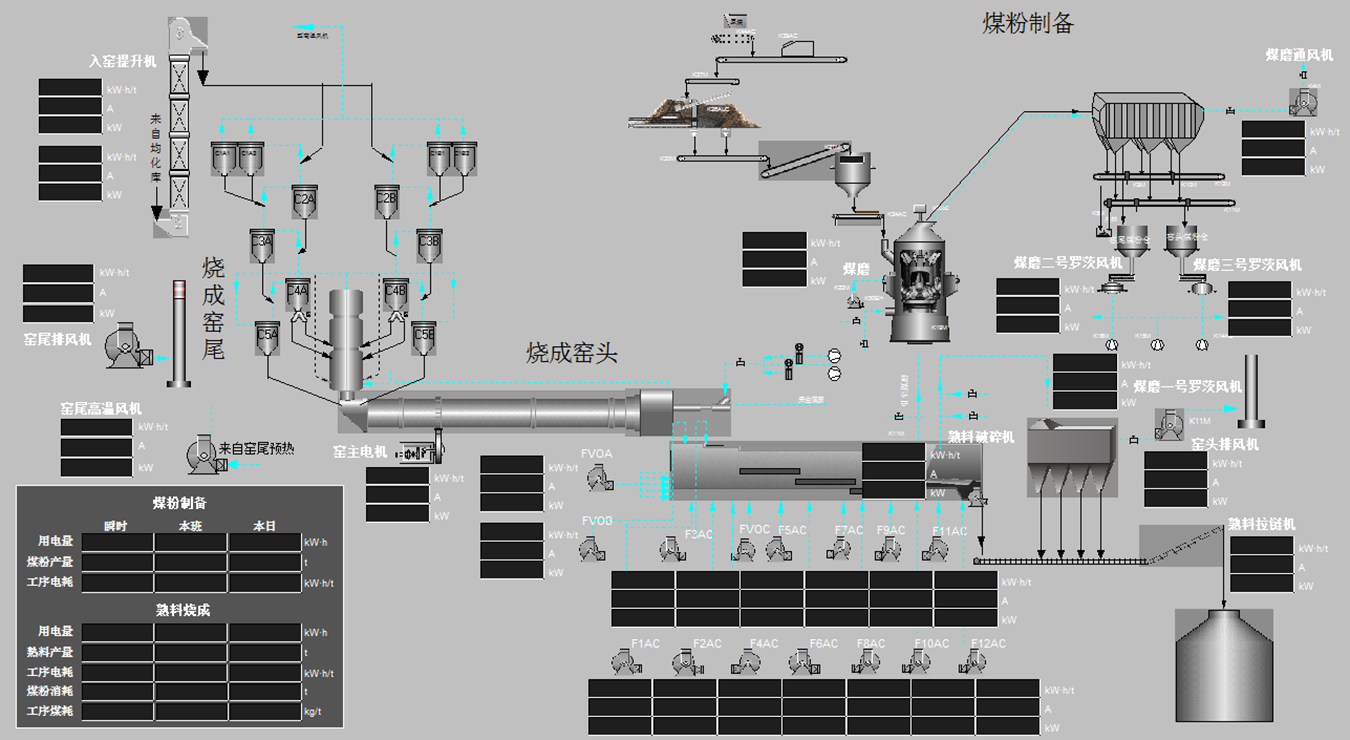 煤粉制备
煤磨通风机
入窑提升机
kW·h/t
A
kW
kW·h/t
A
kW
来自均化库
kW·h/t
A
kW
C1A1
C1A2
C1B1
C1B2
C2A
C2B
C3A
C3B
C4A
C4B
C5A
C5B
烧成窑尾
kW·h/t
A
kW
窑尾排风机
kW·h/t
A
kW
煤磨
煤磨二号罗茨风机
煤磨三号罗茨风机
kW·h/t
A
kW
kW·h/t
A
kW
烧成窑头
kW·h/t
A
kW
煤磨一号罗茨风机
窑尾高温风机
kW·h/t
A
kW
来自窑尾预热
窑主电机
kW·h/t
A
kW
K11M
窑头排风机
kW·h/t
A
kW
熟料破碎机
kW·h/t
A
kW
FVOA
kW·h/t
A
kW
kW·h/t
A
kW
FVOB
F3AC
FVOC
F5AC
F7AC
F9AC
F11AC
熟料拉链机
kW·h/t
A
kW
kW·h/t
A
kW
F1AC
F2AC
F4AC
F6AC
F8AC
F10AC
F12AC
kW·h/t
A
kW
煤粉制备
瞬时 本班 本日
用电量 kW·h
煤粉产量 t
工序电耗 kW·h/t
熟料烧成
用电量 kW·h
熟料产量 t
工序电耗 kW·h/t
煤粉消耗 t
工序煤耗 kg/t